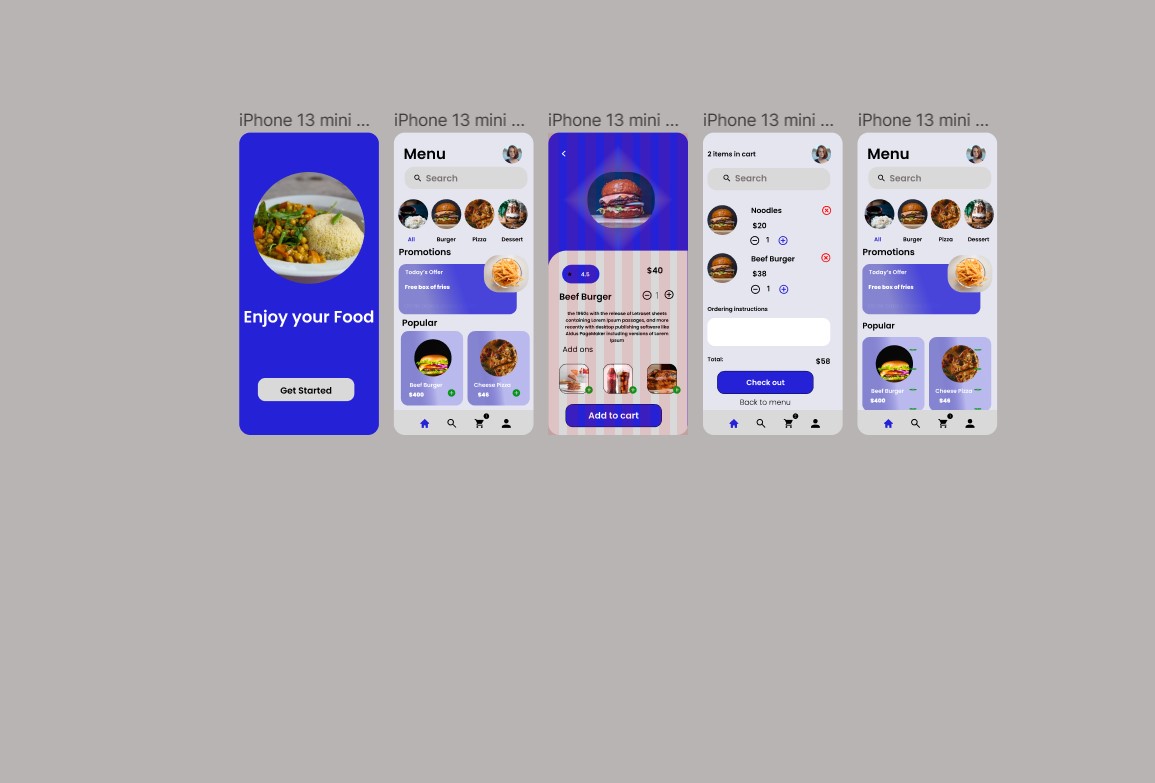 iPhone 13 mini ...
Enjoy your Food
Get Started
iPhone 13 mini ...
Menu
Search
All Burger Pizza Dessert
Promotions
Today's Offer
Free box of fries
Popular
Beef Burger
$400
Cheese Pizza
$46
iPhone 13 mini ...
4.5
$40
Beef Burger
1
the 1960s with the release of Letraset sheets
containing Lorem Ipsum passages, and more
recently with desktop publishing software like
Aldus PageMaker including versions of Lorem
Ipsum
Add ons
Add to cart
iPhone 13 mini ...
2 items in cart
Search
Noodles
$20
1
Beef Burger
$38
1
Ordering instructions
Total:
$58
Check out
Back to menu
iPhone 13 mini ...
Menu
Search
All Burger Pizza Dessert
Promotions
Today's Offer
Free box of fries
Popular
Beef Burger
$400
Cheese Pizza
$46